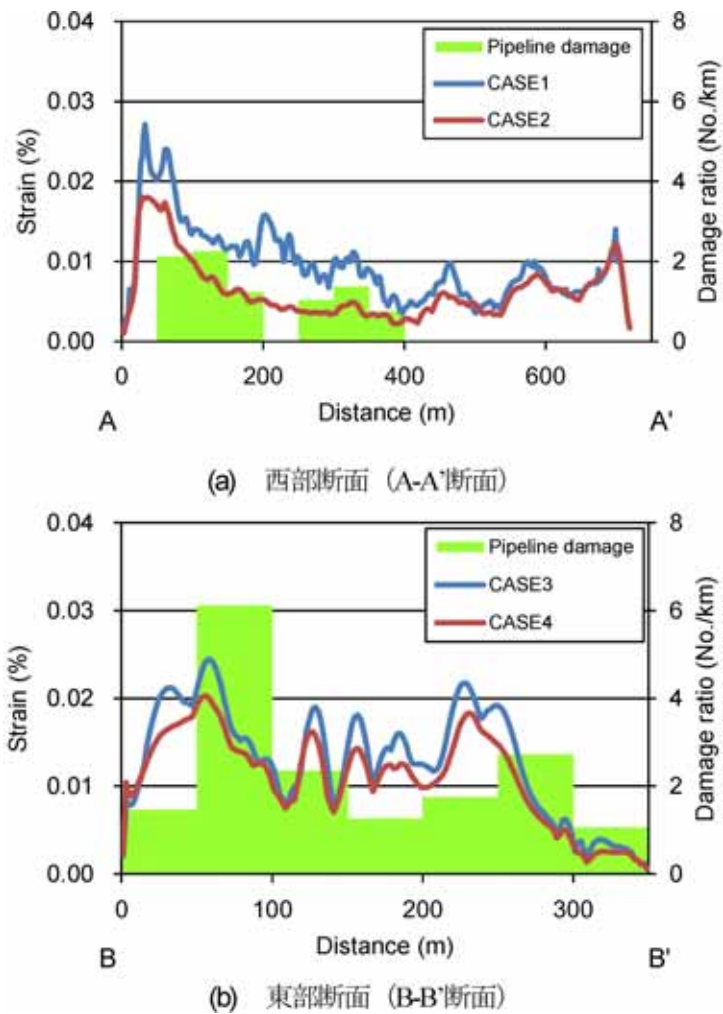 0.04
0.03
0.02
0.01
0.00
Strain (%)
8
6
4
2
0
Damage ratio (No./km)
Pipeline damage
CASE1
CASE2
0 200 400 600
A Distance (m) A'
(a) 西部断面（A-A’断面）
0.04
0.03
0.02
0.01
0.00
Strain (%)
8
6
4
2
0
Damage ratio (No./km)
Pipeline damage
CASE3
CASE4
0 100 200 300
B Distance (m) B'
(b) 東部断面（B-B’断面）